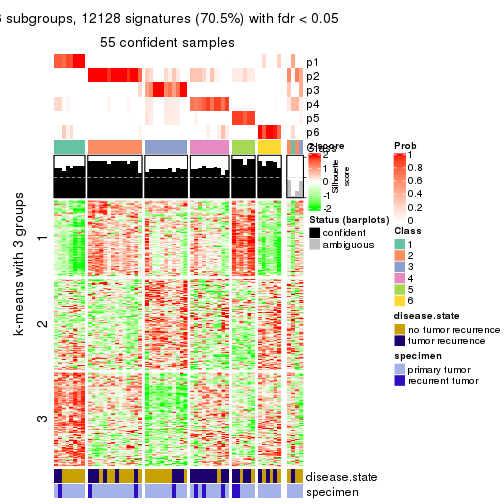 subgroups, 12128 signatures (70.5%) with fdr < 0.05
55 confident samples
p1
p2
p3
p4
p5
p6
z-score
2
1
0
-1
-2
Silhouette
score
Status (barplots)
confident
ambiguous
Prob
1
0.8
0.6
0.4
0.2
0
Class
1
2
3
4
5
6
disease.state
no tumor recurrence
tumor recurrence
specimen
primary tumor
recurrent tumor
k-means with 3 groups
1
2
3
disease.state
specimen